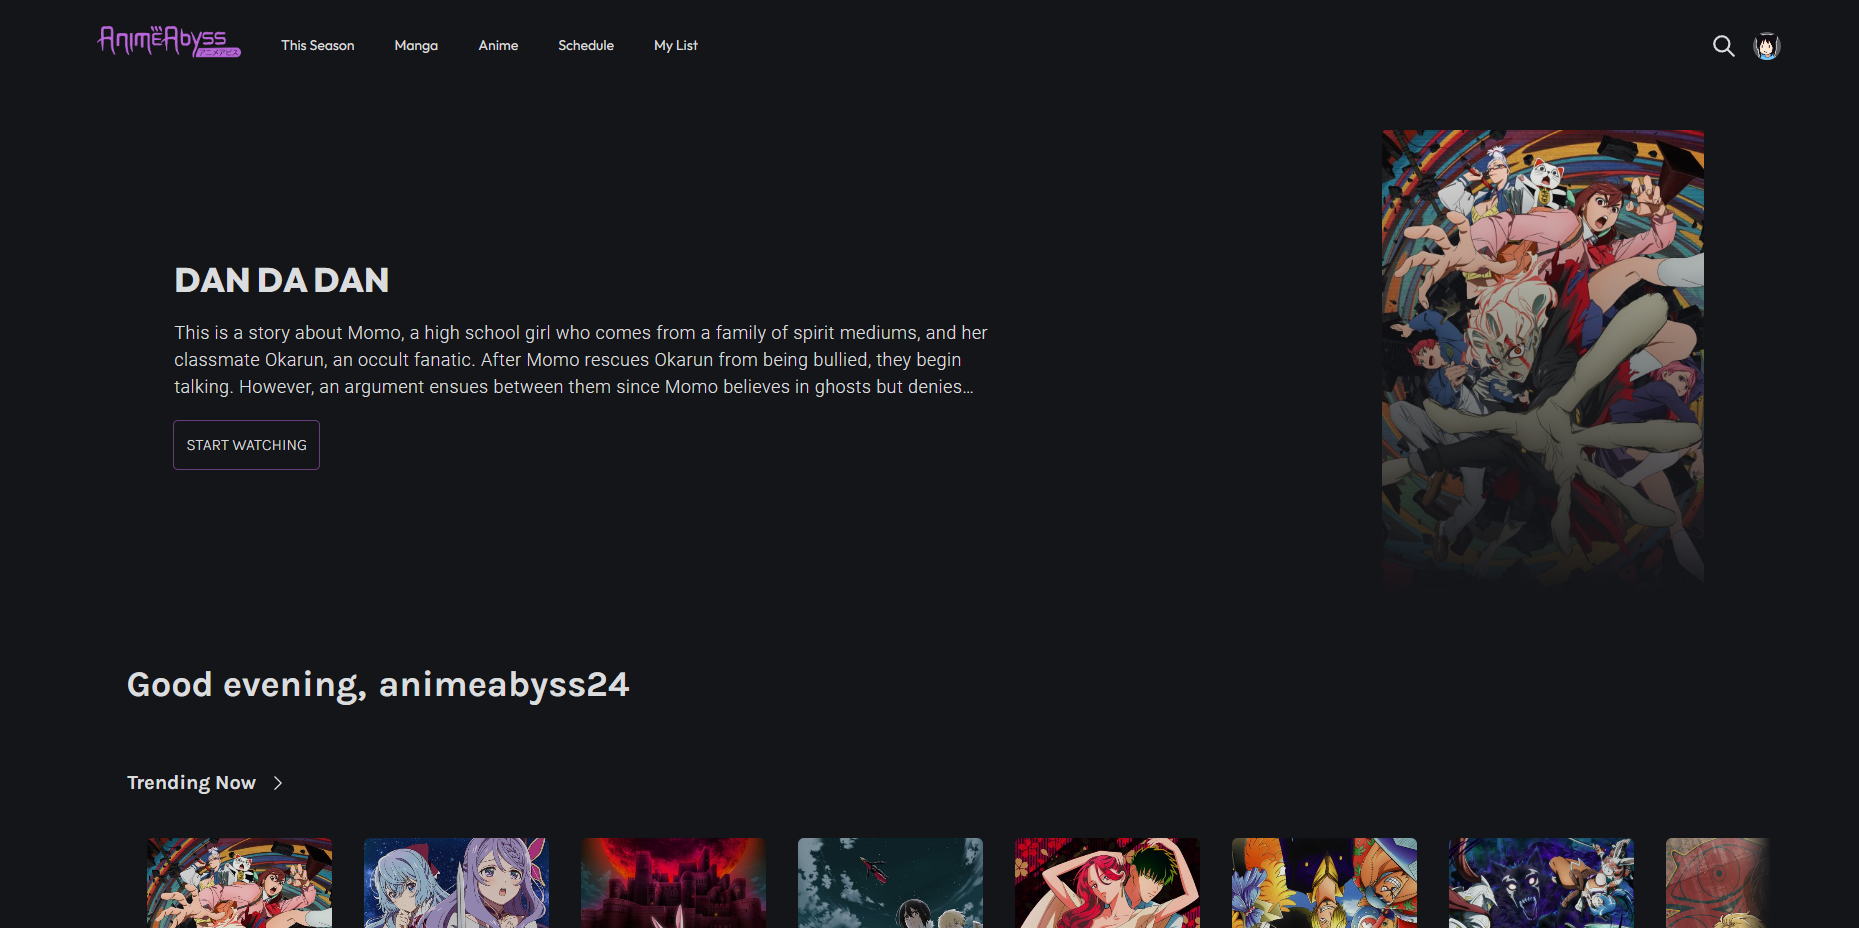 AnimeAbyss
アニメアビス
This Season
Manga
Anime
Schedule
My List
DAN DA DAN
This is a story about Momo, a high school girl who comes from a family of spirit mediums, and her
classmate Okarun, an occult fanatic. After Momo rescues Okarun from being bullied, they begin
talking. However, an argument ensues between them since Momo believes in ghosts but denies...
START WATCHING
Good evening, animeabyss24
Trending Now